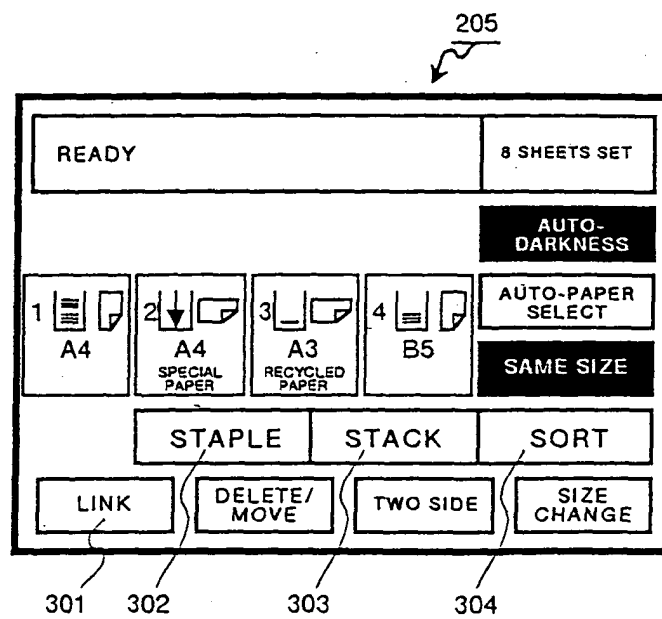 205
READY
8 SHEETS SET
AUTO-
DARKNESS
1
A4
2
A4
SPECIAL
PAPER
3
A3
RECYCLED
PAPER
4
B5
AUTO-PAPER
SELECT
SAME SIZE
STAPLE
STACK
SORT
LINK
DELETE/
MOVE
TWO SIDE
SIZE
CHANGE
301
302
303
304